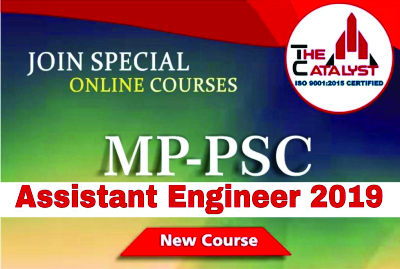 JOIN SPECIAL
ONLINE COURSES
THE
CATALYST
ISO 9001:2015 CERTIFIED
MP-PSC
Assistant Engineer 2019
New Course